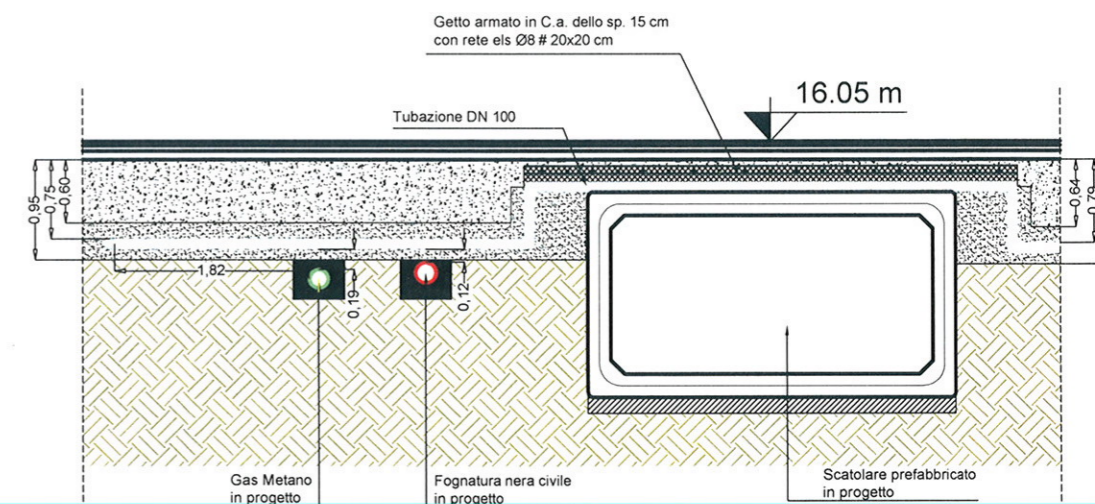 Getto armato in C.a. dello sp. 15 cm
con rete els Ø8 # 20x20 cm
16.05 m
Tubazione DN 100
0,95
0,75
0,60
0,64
0,79
1,82
0,19
0,12
Gas Metano
in progetto
Fognatura nera civile
in progetto
Scatolare prefabbricato
in progetto